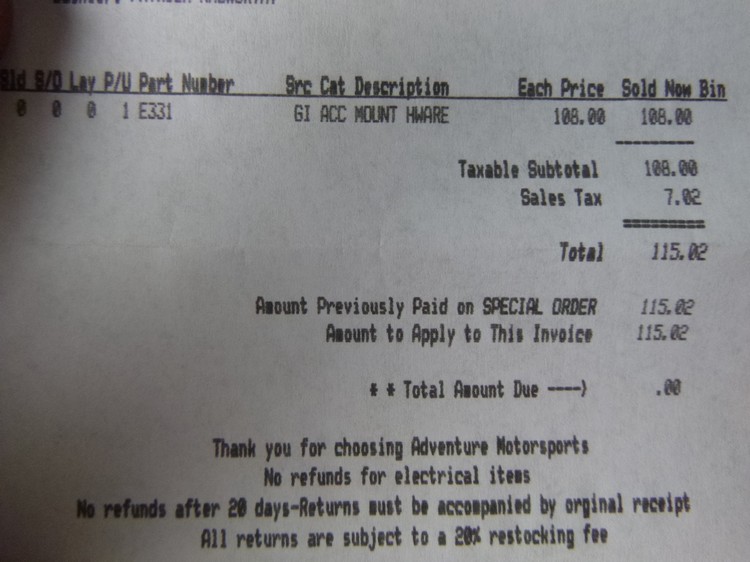 Sld S/O Lay P/U Part Number Src Cat Description Each Price Sold Now Bin
0 0 0 1 E331 GI ACC MOUNT HWARE 108.00 108.00
Taxable Subtotal 108.00
Sales Tax 7.02
Total 115.02
Amount Previously Paid on SPECIAL ORDER 115.02
Amount to Apply to This Invoice 115.02
* * Total Amount Due ----> .00
Thank you for choosing Adventure Motorsports
No refunds for electrical items
No refunds after 20 days-Returns must be accompanied by orginal receipt
All returns are subject to a 20% restocking fee